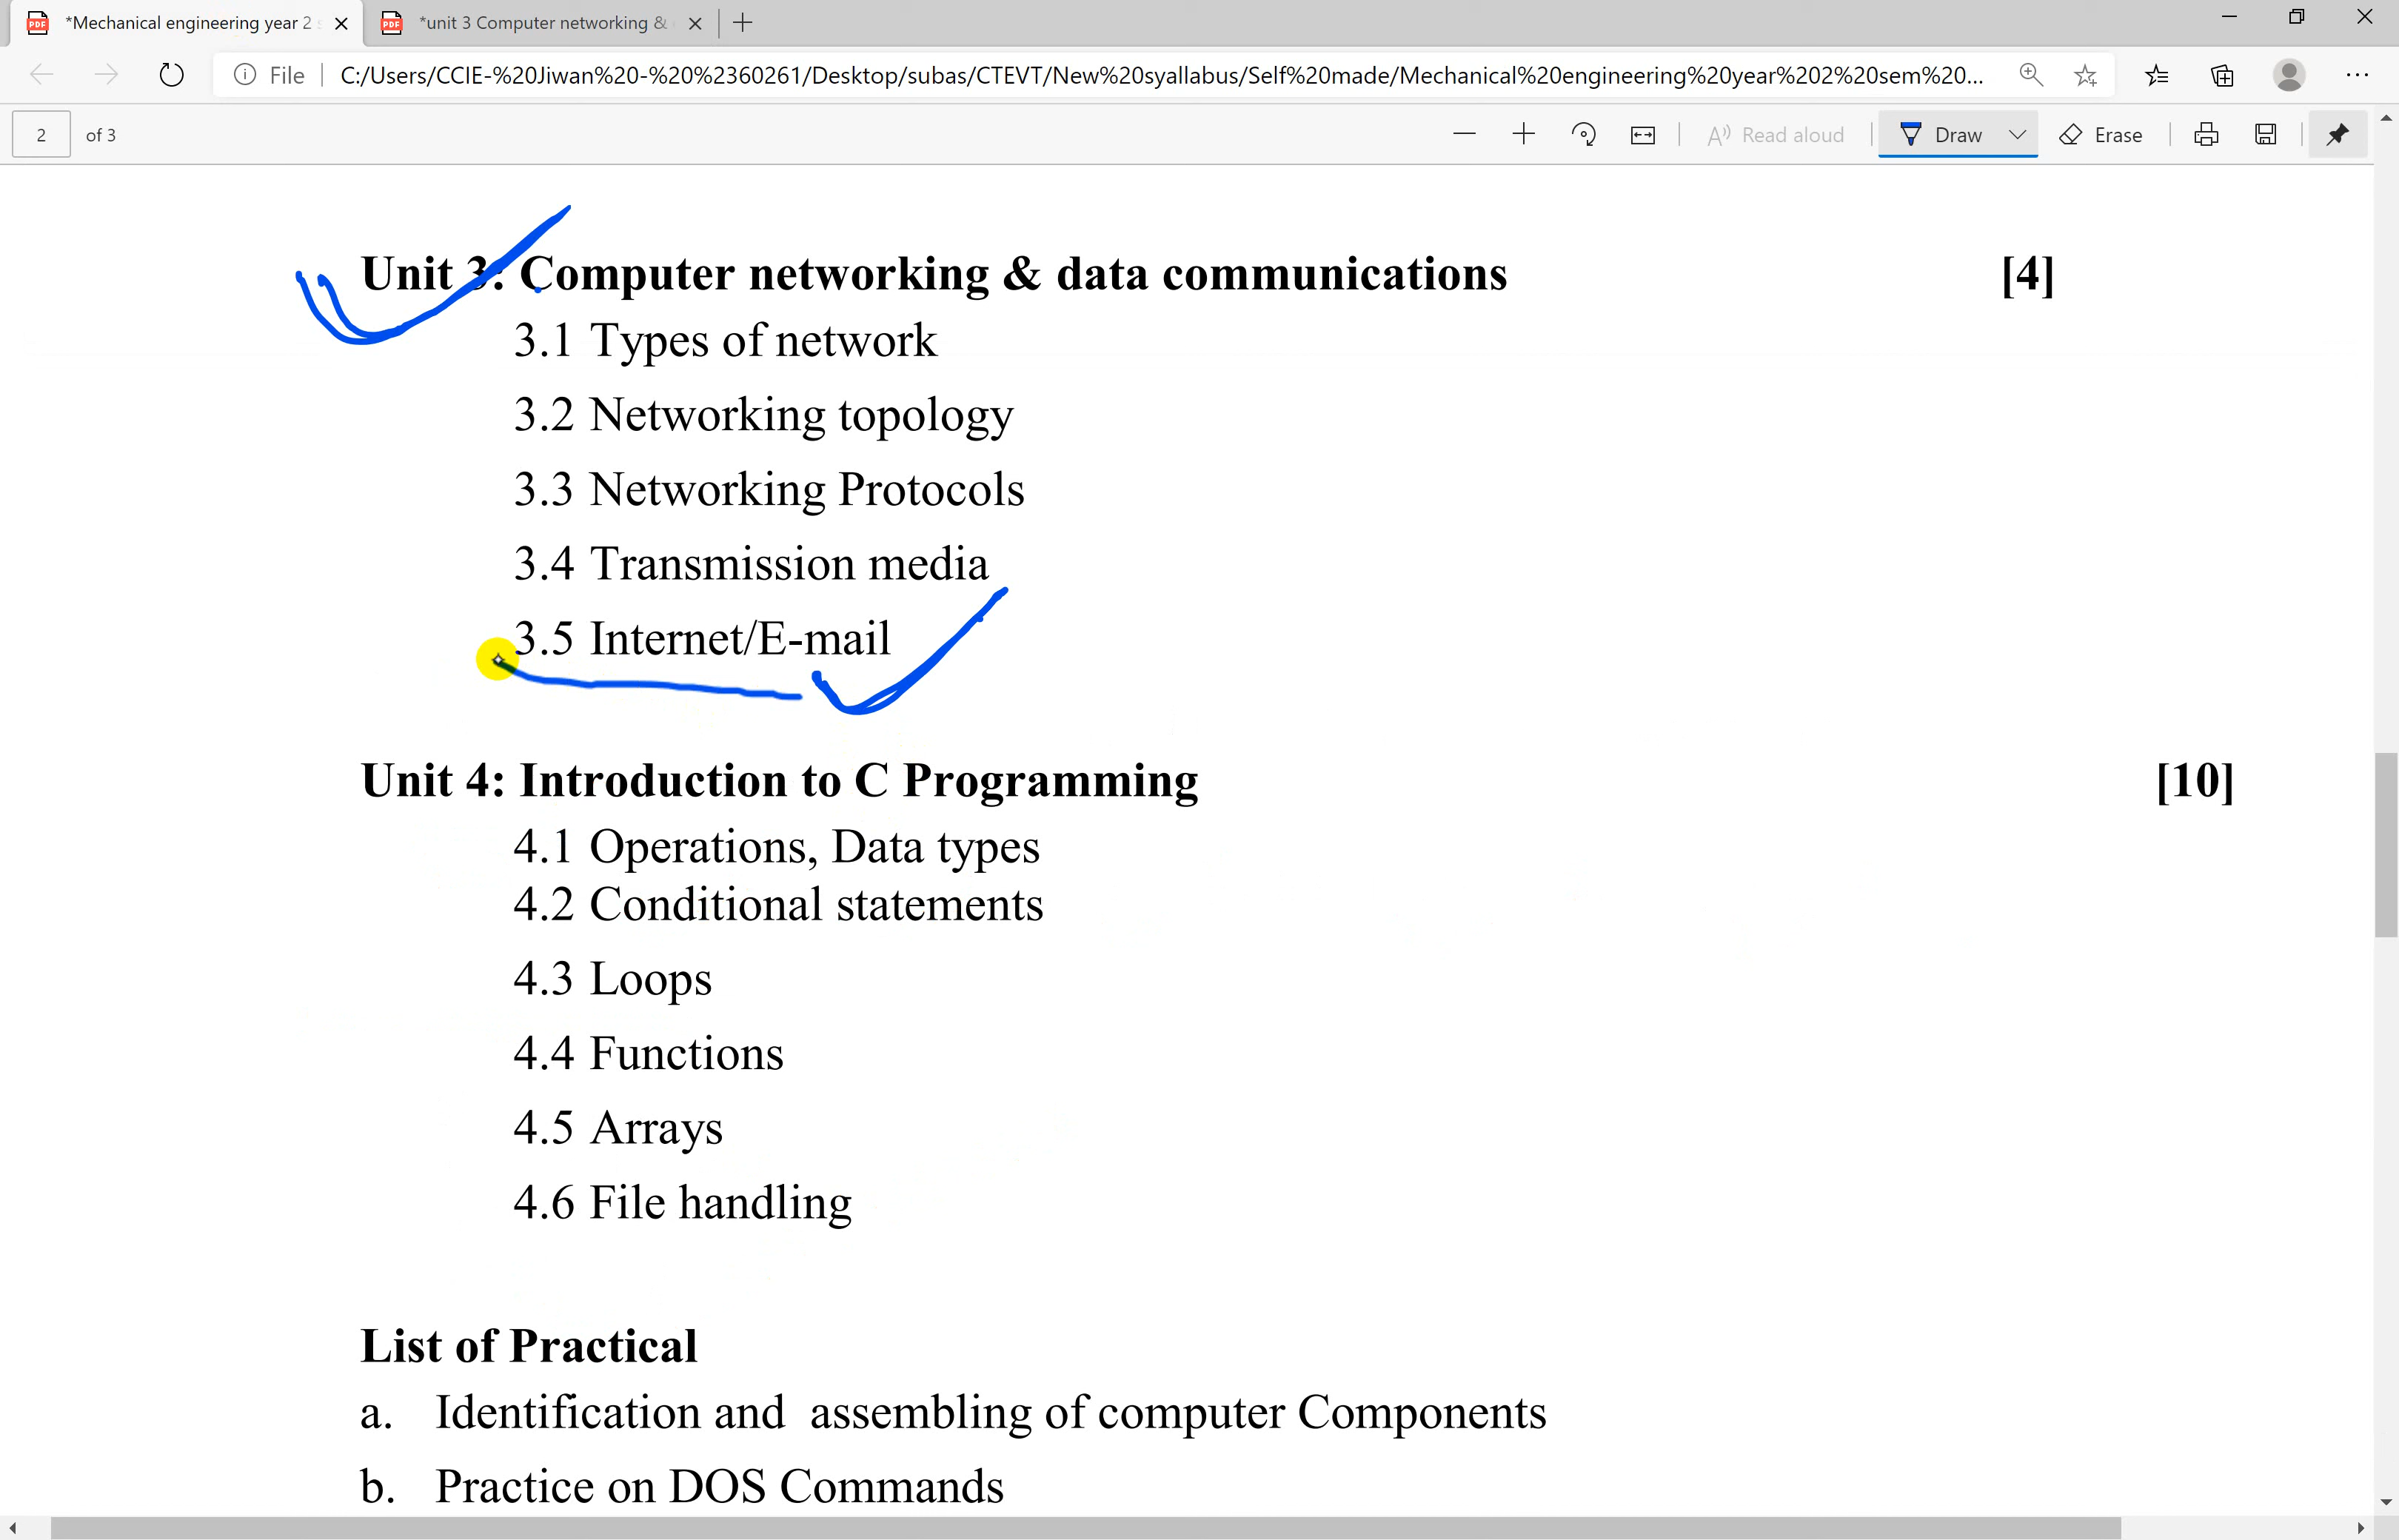 *Mechanical engineering year 2 s
*unit 3 Computer networking &
File C:/Users/CCIE-%20Jiwan%20-%20%2360261/Desktop/subas/CTEVT/New%20syallabus/Self%20made/Mechanical%20engineering%20year%202%20sem%20...
2 of 3 Read aloud Draw Erase
Unit 3: Computer networking & data communications [4]
3.1 Types of network
3.2 Networking topology
3.3 Networking Protocols
3.4 Transmission media
3.5 Internet/E-mail
Unit 4: Introduction to C Programming [10]
4.1 Operations, Data types
4.2 Conditional statements
4.3 Loops
4.4 Functions
4.5 Arrays
4.6 File handling
List of Practical
a. Identification and assembling of computer Components
b. Practice on DOS Commands